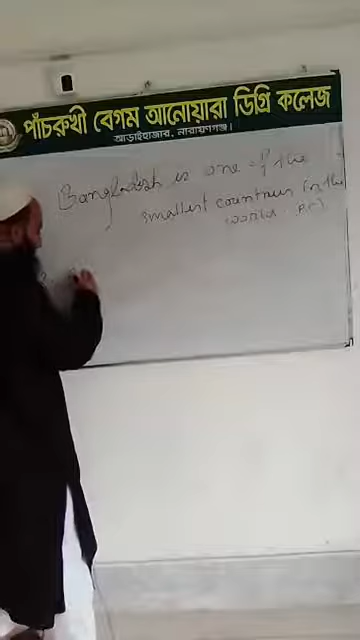 পাঁচরুখী বেগম আনোয়ারা ডিগ্রি কলেজ
আড়াইহাজার, নারায়ণগঞ্জ।
Bangladesh is one of the
smallest countries in the
world.